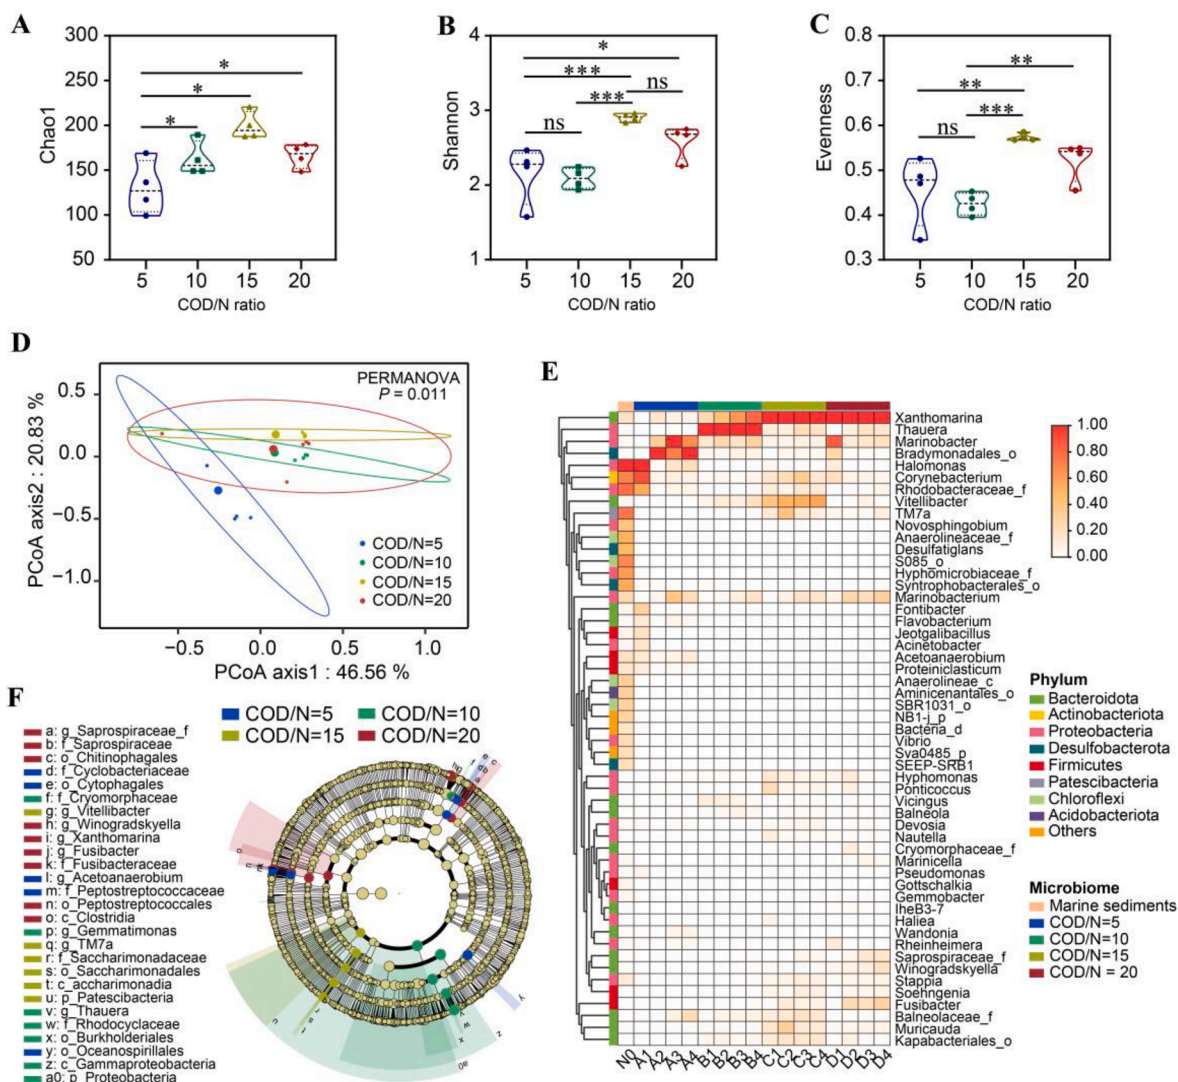 A
300
250
200
150
100
50
Chao1
*
*
*
5 10 15 20
COD/N ratio
B
4
3
2
1
Shannon
*
***
ns
***
ns
5 10 15 20
COD/N ratio
C
0.8
0.7
0.6
0.5
0.4
0.3
Evenness
**
**
***
ns
5 10 15 20
COD/N ratio
D
PERMANOVA
P = 0.011
0.5
0.0
−0.5
−1.0
PCoA axis2 : 20.83 %
COD/N=5
COD/N=10
COD/N=15
COD/N=20
−0.5 0.0 0.5 1.0
PCoA axis1 : 46.56 %
E
Xanthomarina
Thauera
Marinobacter
Bradymonadales_o
Halomonas
Corynebacterium
Rhodobacteraceae_f
Vitellibacter
TM7a
Novosphingobium
Anaerolineaceae_f
Desulfatiglans
S085_o
Hyphomicrobiaceae_f
Syntrophobacterales_o
Marinobacterium
Fontibacter
Flavobacterium
Jeotgalibacillus
Acinetobacter
Acetoanaerobium
Proteiniclasticum
Anaerolineae_c
Aminicenantales_o
SBR1031_o
NB1-j_p
Bacteria_d
Vibrio
Sva0485_p
SEEP-SRB1
Hyphomonas
Ponticoccus
Vicingus
Balneola
Devosia
Nautella
Cryomorphaceae_f
Marinicella
Pseudomonas
Gottschalkia
Gemmobacter
IheB3-7
Haliea
Wandonia
Rheinheimera
Saprospiraceae_f
Winogradskyella
Stappia
Soehngenia
Fusibacter
Balneolaceae_f
Muricauda
Kapabacteriales_o
N0 A1 A2 A3 A4 B1 B2 B3 B4 C1 C2 C3 C4 D1 D2 D3 D4
1.00
0.80
0.60
0.40
0.20
0.00
Phylum
Bacteroidota
Actinobacteriota
Proteobacteria
Desulfobacterota
Firmicutes
Patescibacteria
Chloroflexi
Acidobacteriota
Others
Microbiome
Marine sediments
COD/N=5
COD/N=10
COD/N=15
COD/N = 20
F
COD/N=5 COD/N=10
COD/N=15 COD/N=20
a: g_Saprospiraceae_f
b: f_Saprospiraceae
c: o_Chitinophagales
d: f_Cyclobacteriaceae
e: o_Cytophagales
f: f_Cryomorphaceae
g: g_Vitellibacter
h: g_Winogradskyella
i: g_Xanthomarina
j: g_Fusibacter
k: f_Fusibacteraceae
l: g_Acetoanaerobium
m: f_Peptostreptococcaceae
n: o_Peptostreptococcales
o: c_Clostridia
p: g_Gemmatimonas
q: g_TM7a
r: f_Saccharimonadaceae
s: o_Saccharimonadales
t: c_accharimonadia
u: p_Patescibacteria
v: g_Thauera
w: f_Rhodocyclaceae
x: o_Burkholderiales
y: o_Oceanospirillales
z: c_Gammaproteobacteria
a0: p_Proteobacteria